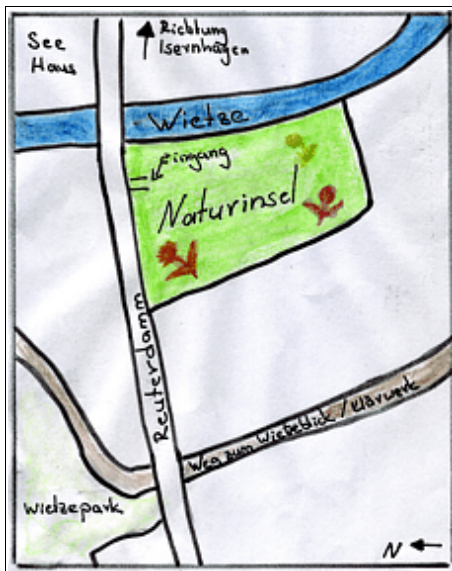 See
Haus
Richtung
Isernhagen
Wietze
Eingang
Naturinsel
Reuterdamm
Weg zum Wietzeblick / Klärwerk
Wietzepark
N